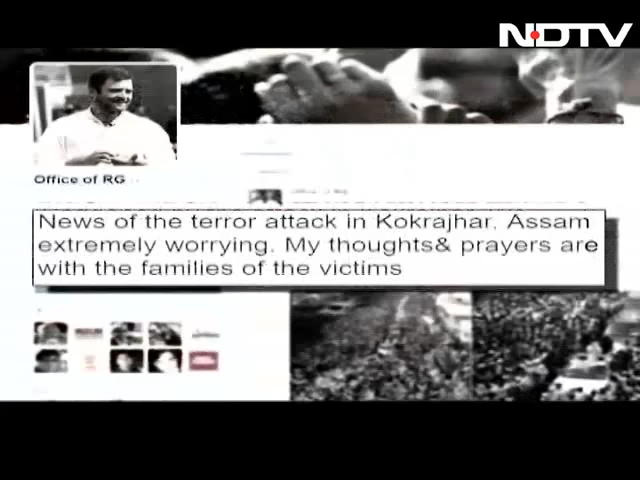 NDTV
Office of RG
News of the terror attack in Kokrajhar, Assam
extremely worrying. My thoughts& prayers are
with the families of the victims